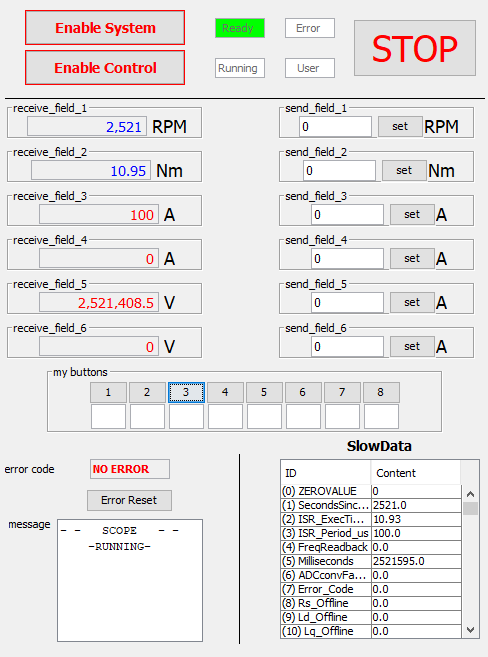 Enable System
Ready
Error
STOP
Enable Control
Running
User
receive_field_1
2,521 RPM
send_field_1
0 set RPM
receive_field_2
10.95 Nm
send_field_2
0 set Nm
receive_field_3
100 A
send_field_3
0 set A
receive_field_4
0 A
send_field_4
0 set A
receive_field_5
2,521,408.5 V
send_field_5
0 set A
receive_field_6
0 V
send_field_6
0 set A
my buttons
1 2 3 4 5 6 7 8
error code NO ERROR
Error Reset
message
- - SCOPE - -
-RUNNING-
SlowData
ID Content
(0) ZEROVALUE 0
(1) SecondsSinc... 2521.0
(2) ISR_ExecTi... 10.93
(3) ISR_Period_us 100.0
(4) FreqReadback 0.0
(5) Milliseconds 2521595.0
(6) ADCconvFa... 0.0
(7) Error_Code 0.0
(8) Rs_Offline 0.0
(9) Ld_Offline 0.0
(10) Lq_Offline 0.0